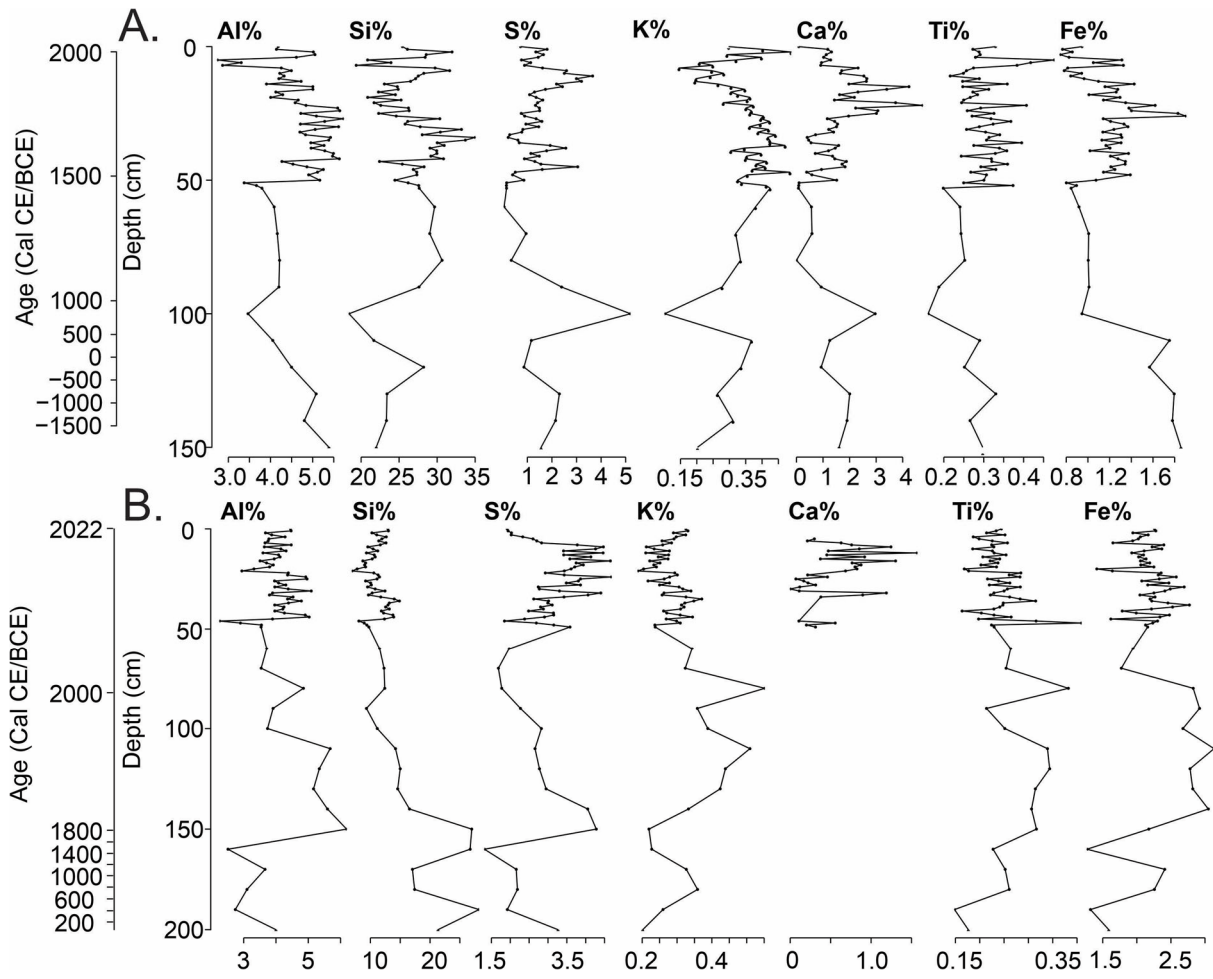 A.
Al% Si% S% K% Ca% Ti% Fe%
Age (Cal CE/BCE)
2000
1500
1000
500
0
−500
−1000
−1500
Depth (cm)
0
50
100
150
3.0 4.0 5.0 20 25 30 35 1 2 3 4 5 0.15 0.35 0 1 2 3 4 0.2 0.3 0.4 0.8 1.2 1.6
B.
Al% Si% S% K% Ca% Ti% Fe%
Age (Cal CE/BCE)
2022
2000
1800
1400
1000
600
200
Depth (cm)
0
50
100
150
200
3 5 10 20 1.5 3.5 0.2 0.4 0 1.0 0.15 0.35 1.5 2.5